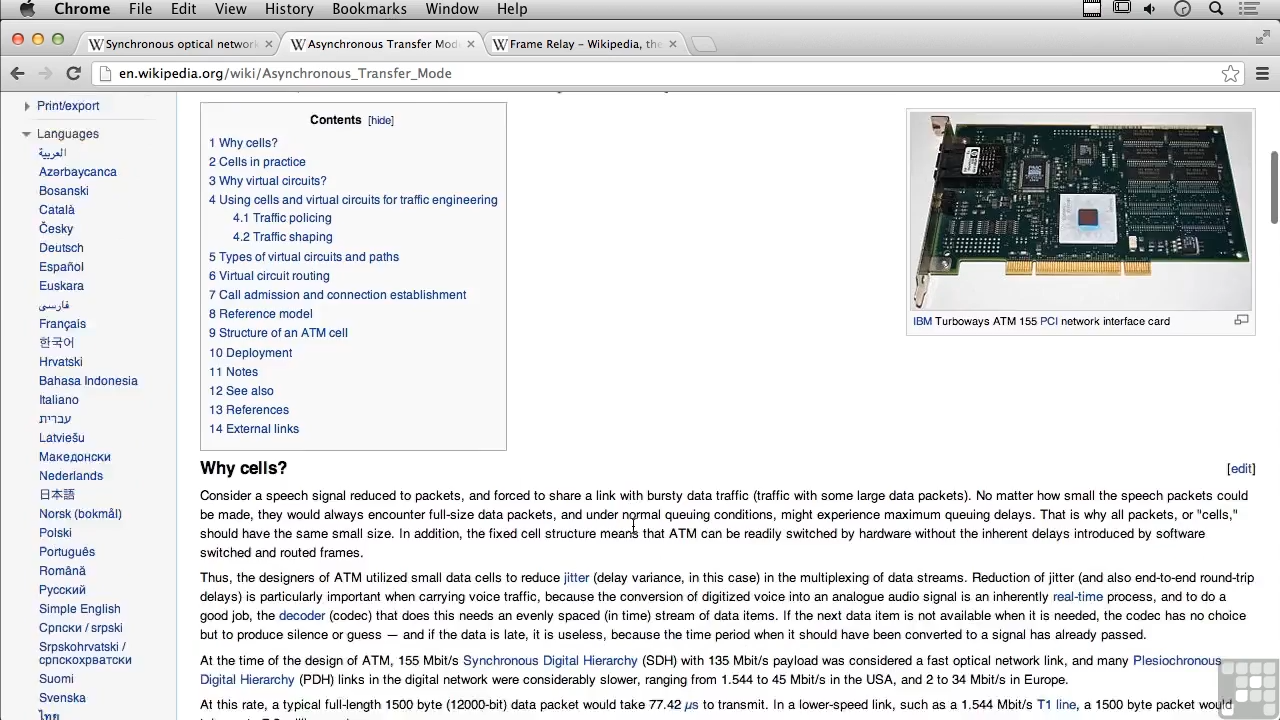 Chrome File Edit View History Bookmarks Window Help
Synchronous optical network Asynchronous Transfer Mod Frame Relay – Wikipedia, the
en.wikipedia.org/wiki/Asynchronous_Transfer_Mode
Print/export
Languages
العربية
Azərbaycanca
Bosanski
Català
Česky
Deutsch
Español
Euskara
فارسی
Français
한국어
Hrvatski
Bahasa Indonesia
Italiano
עברית
Latviešu
Македонски
Nederlands
日本語
Norsk (bokmål)
Polski
Português
Română
Русский
Simple English
Српски / srpski
Srpskohrvatski /
српскохрватски
Suomi
Svenska
ไทย
Contents [hide]
1 Why cells?
2 Cells in practice
3 Why virtual circuits?
4 Using cells and virtual circuits for traffic engineering
4.1 Traffic policing
4.2 Traffic shaping
5 Types of virtual circuits and paths
6 Virtual circuit routing
7 Call admission and connection establishment
8 Reference model
9 Structure of an ATM cell
10 Deployment
11 Notes
12 See also
13 References
14 External links
IBM Turboways ATM 155 PCI network interface card
Why cells? [edit]
Consider a speech signal reduced to packets, and forced to share a link with bursty data traffic (traffic with some large data packets). No matter how small the speech packets could
be made, they would always encounter full-size data packets, and under normal queuing conditions, might experience maximum queuing delays. That is why all packets, or "cells,"
should have the same small size. In addition, the fixed cell structure means that ATM can be readily switched by hardware without the inherent delays introduced by software
switched and routed frames.
Thus, the designers of ATM utilized small data cells to reduce jitter (delay variance, in this case) in the multiplexing of data streams. Reduction of jitter (and also end-to-end round-trip
delays) is particularly important when carrying voice traffic, because the conversion of digitized voice into an analogue audio signal is an inherently real-time process, and to do a
good job, the decoder (codec) that does this needs an evenly spaced (in time) stream of data items. If the next data item is not available when it is needed, the codec has no choice
but to produce silence or guess — and if the data is late, it is useless, because the time period when it should have been converted to a signal has already passed.
At the time of the design of ATM, 155 Mbit/s Synchronous Digital Hierarchy (SDH) with 135 Mbit/s payload was considered a fast optical network link, and many Plesiochronous
Digital Hierarchy (PDH) links in the digital network were considerably slower, ranging from 1.544 to 45 Mbit/s in the USA, and 2 to 34 Mbit/s in Europe.
At this rate, a typical full-length 1500 byte (12000-bit) data packet would take 77.42 µs to transmit. In a lower-speed link, such as a 1.544 Mbit/s T1 line, a 1500 byte packet would